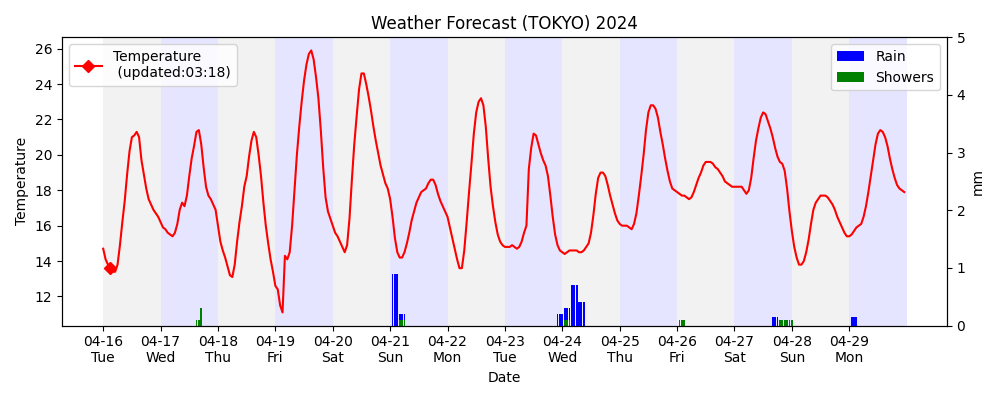 Weather Forecast (TOKYO) 2024
Temperature
(updated:03:18)
Rain
Showers
Temperature
26
24
22
20
18
16
14
12
5
4
3
2
1
0
mm
04-16 04-17 04-18 04-19 04-20 04-21 04-22 04-23 04-24 04-25 04-26 04-27 04-28 04-29
Tue Wed Thu Fri Sat Sun Mon Tue Wed Thu Fri Sat Sun Mon
Date